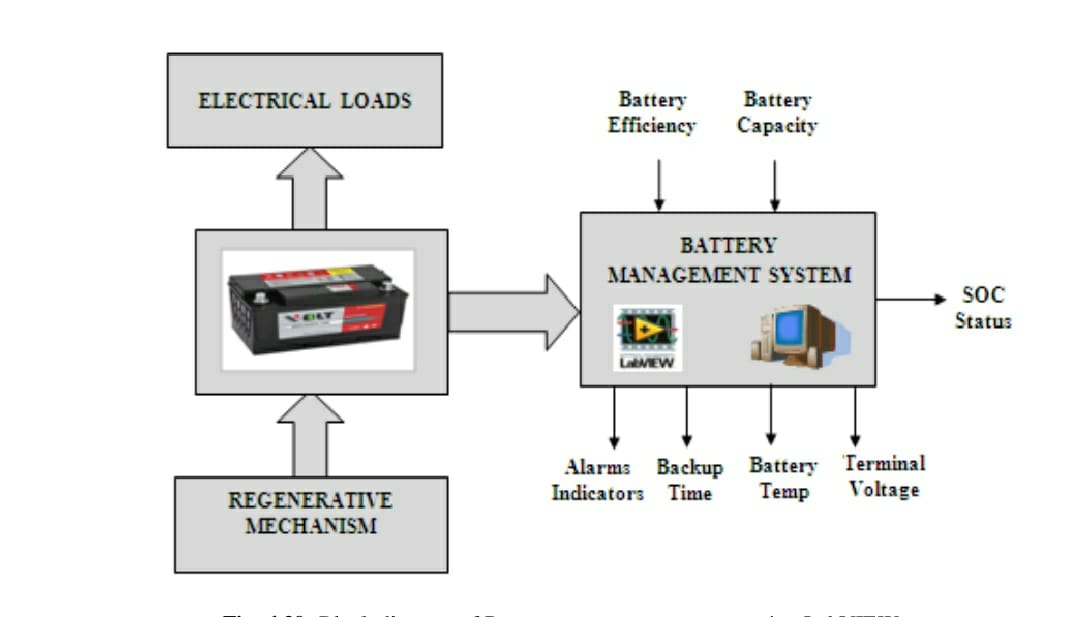 ELECTRICAL LOADS
Battery
Efficiency
Battery
Capacity
BATTERY
MANAGEMENT SYSTEM
LabVIEW
SOC
Status
VOLT
Alarms
Indicators
Backup
Time
Battery
Temp
Terminal
Voltage
REGENERATIVE
MECHANISM